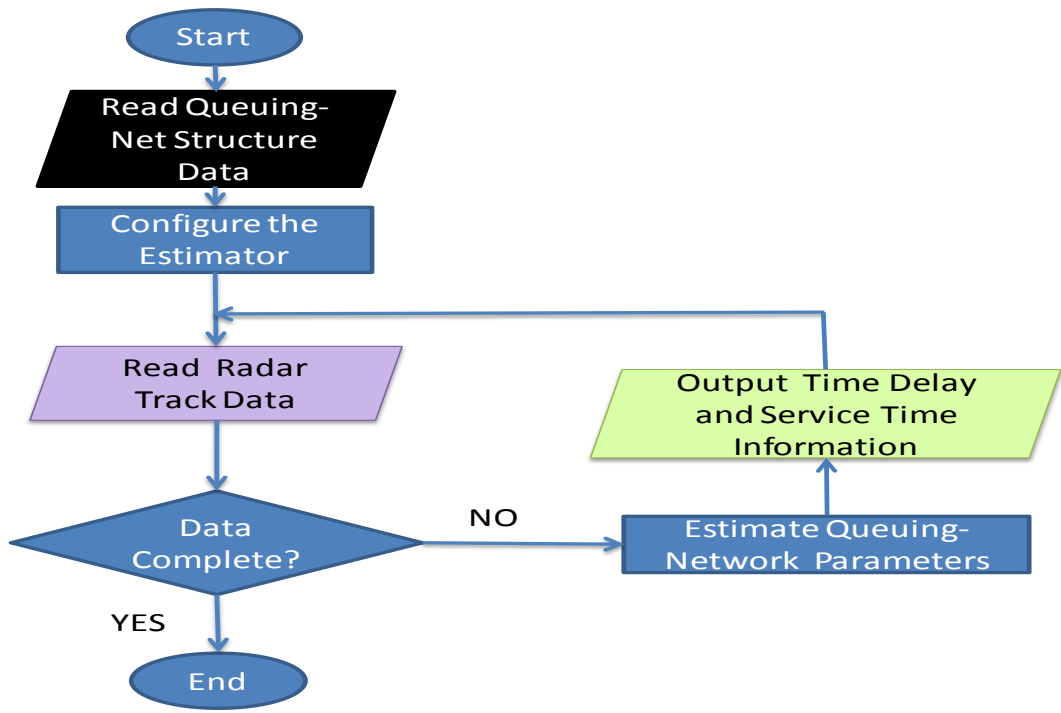 Start
Read Queuing-
Net Structure
Data
Configure the
Estimator
Read Radar
Track Data
Output Time Delay
and Service Time
Information
Data
Complete?
NO
Estimate Queuing-
Network Parameters
YES
End